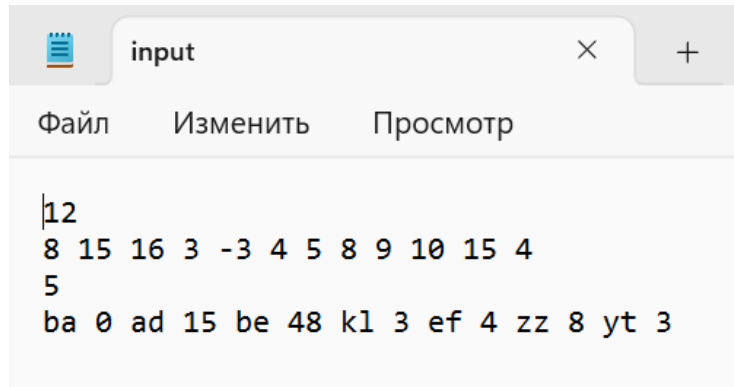 input × +
Файл Изменить Просмотр
12
8 15 16 3 -3 4 5 8 9 10 15 4
5
ba 0 ad 15 be 48 kl 3 ef 4 zz 8 yt 3